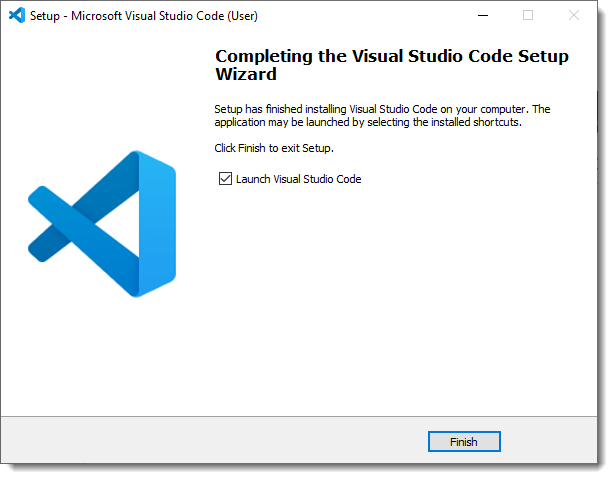 Setup - Microsoft Visual Studio Code (User)
Completing the Visual Studio Code Setup
Wizard
Setup has finished installing Visual Studio Code on your computer. The
application may be launched by selecting the installed shortcuts.
Click Finish to exit Setup.
Launch Visual Studio Code
Finish